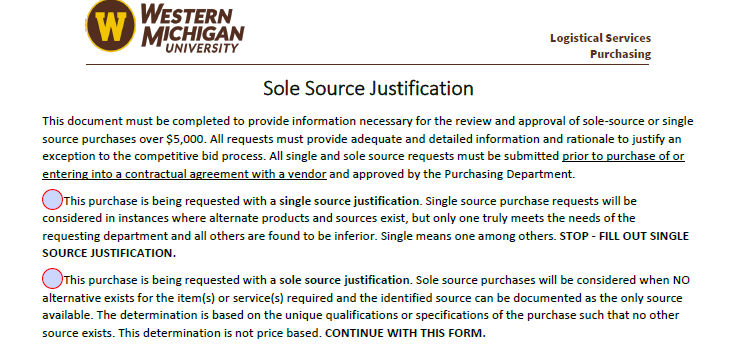 W
WESTERN
MICHIGAN
UNIVERSITY
Logistical Services
Purchasing
Sole Source Justification
This document must be completed to provide information necessary for the review and approval of sole-source or single
source purchases over $5,000. All requests must provide adequate and detailed information and rationale to justify an
exception to the competitive bid process. All single and sole source requests must be submitted prior to purchase of or
entering into a contractual agreement with a vendor and approved by the Purchasing Department.
This purchase is being requested with a single source justification. Single source purchase requests will be
considered in instances where alternate products and sources exist, but only one truly meets the needs of the
requesting department and all others are found to be inferior. Single means one among others. STOP - FILL OUT SINGLE
SOURCE JUSTIFICATION.
This purchase is being requested with a sole source justification. Sole source purchases will be considered when NO
alternative exists for the item(s) or service(s) required and the identified source can be documented as the only source
available. The determination is based on the unique qualifications or specifications of the purchase such that no other
source exists. This determination is not price based. CONTINUE WITH THIS FORM.